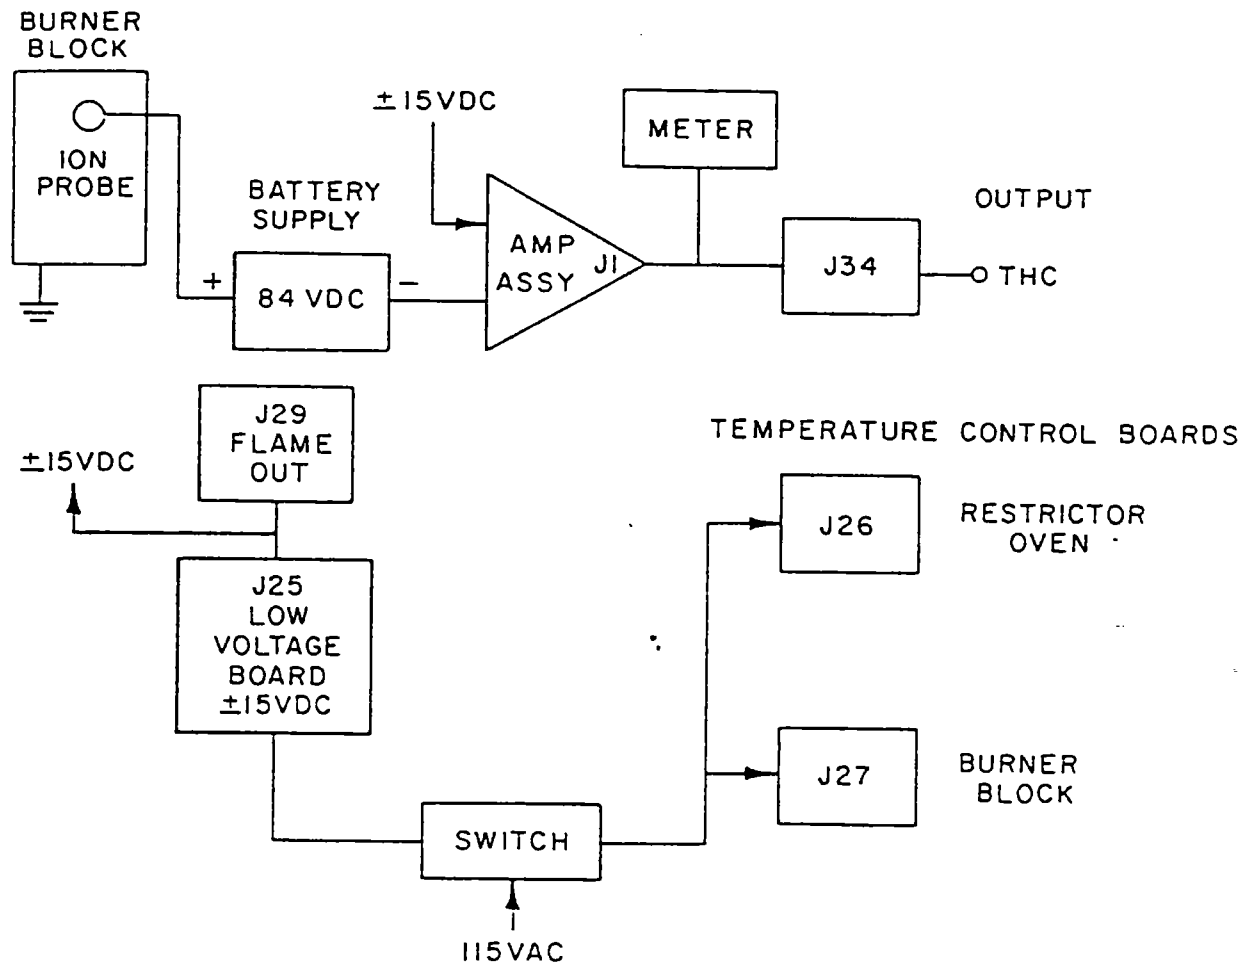 BURNER
BLOCK
ION
PROBE
BATTERY
SUPPLY
+
84 VDC
-
±15VDC
AMP
ASSY
J1
METER
J34
OUTPUT
THC
J29
FLAME
OUT
±15VDC
J25
LOW
VOLTAGE
BOARD
±15VDC
SWITCH
115VAC
TEMPERATURE CONTROL BOARDS
J26
RESTRICTOR
OVEN
J27
BURNER
BLOCK